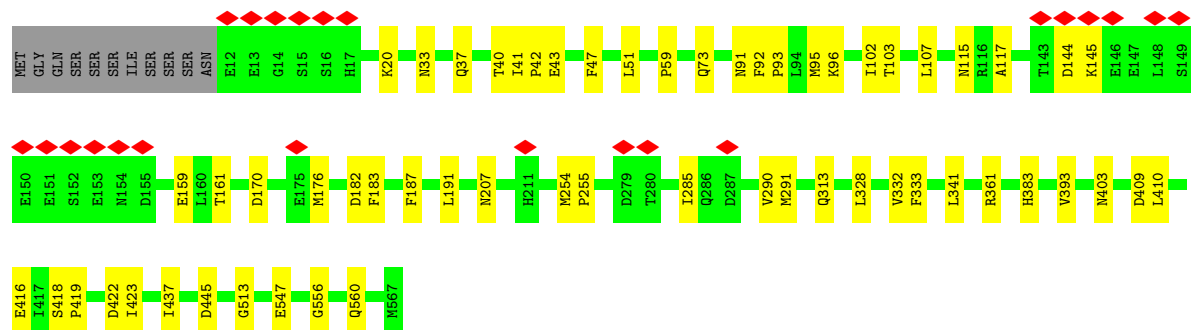 MET GLY GLN SER SER SER ILE SER SER SER ASN E12 E13 G14 S15 S16 H17 K20 N33 Q37 T40 I41 P42 E43 F47 L51 P59 Q73 N91 F92 P93 L94 M95 K96 I102 T103 L107 N115 R116 A117 T143 D144 K145 E146 E147 L148 S149
E150 E151 S152 E153 N154 D155 E159 L160 T161 D170 E175 M176 D182 F183 F187 L191 N207 H211 M254 P255 D279 T280 I285 Q286 D287 V290 M291 Q313 L328 V332 F333 L341 R361 H383 V393 N403 D409 L410
E416 I417 S418 P419 D422 I423 I437 D445 G513 E547 G556 Q560 M567